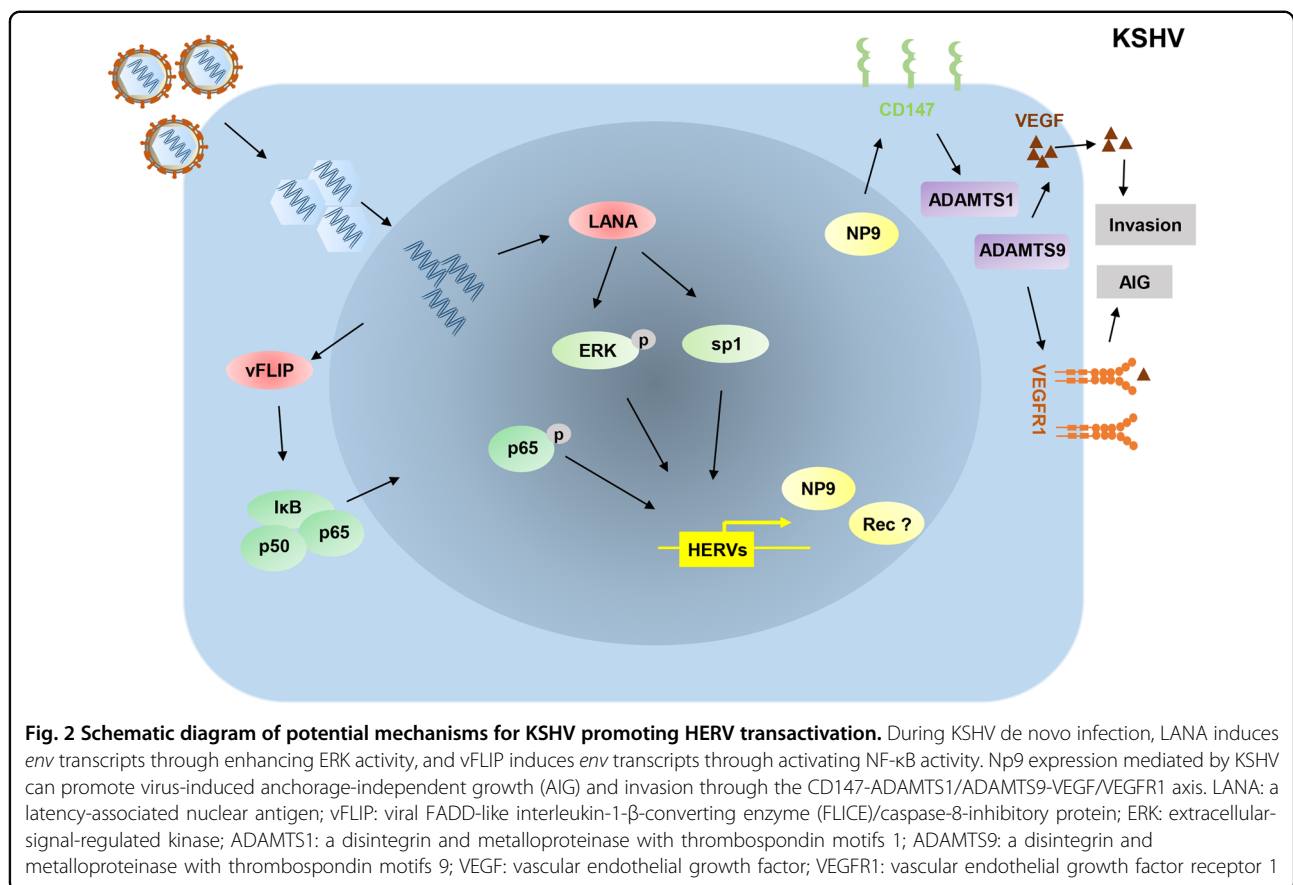 KSHV
CD147
VEGF
ADAMTS1
LANA
NP9
Invasion
ADAMTS9
AIG
ERK
p
sp1
vFLIP
VEGFR1
p65
p
NP9
IκB
p65
p50
Rec ?
HERVs
Fig. 2 Schematic diagram of potential mechanisms for KSHV promoting HERV transactivation. During KSHV de novo infection, LANA induces
env transcripts through enhancing ERK activity, and vFLIP induces env transcripts through activating NF-κB activity. Np9 expression mediated by KSHV
can promote virus-induced anchorage-independent growth (AIG) and invasion through the CD147-ADAMTS1/ADAMTS9-VEGF/VEGFR1 axis. LANA: a
latency-associated nuclear antigen; vFLIP: viral FADD-like interleukin-1-β-converting enzyme (FLICE)/caspase-8-inhibitory protein; ERK: extracellular-
signal-regulated kinase; ADAMTS1: a disintegrin and metalloproteinase with thrombospondin motifs 1; ADAMTS9: a disintegrin and
metalloproteinase with thrombospondin motifs 9; VEGF: vascular endothelial growth factor; VEGFR1: vascular endothelial growth factor receptor 1